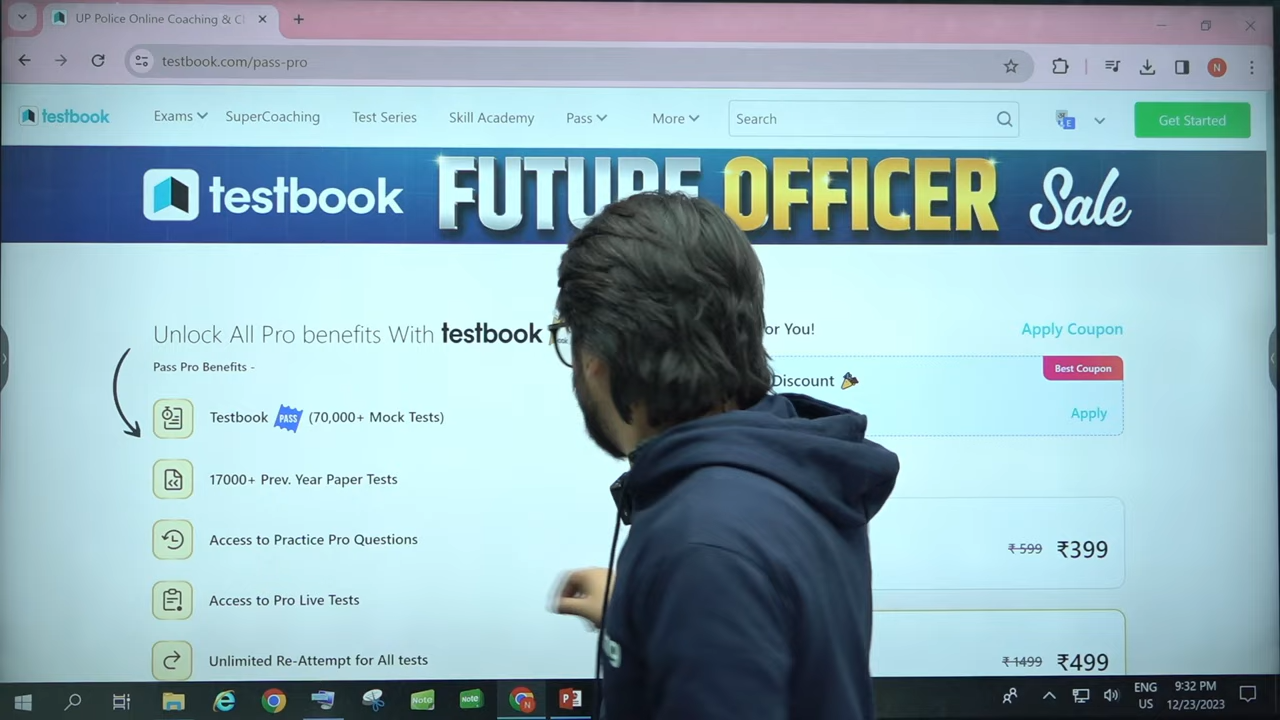 UP Police Online Coaching & Cl
testbook.com/pass-pro
N
testbook Exams SuperCoaching Test Series Skill Academy Pass More Search E Get Started
testbook FUTURE OFFICER Sale
Unlock All Pro benefits With testbook
Pass Pro Benefits -
Testbook PASS (70,000+ Mock Tests)
17000+ Prev. Year Paper Tests
Access to Practice Pro Questions
Access to Pro Live Tests
Unlimited Re-Attempt for All tests
or You! Apply Coupon
Best Coupon
Discount
Apply
₹ 599 ₹399
₹ 1499 ₹499
Note Note N P ENG 9:32 PM
US 12/23/2023